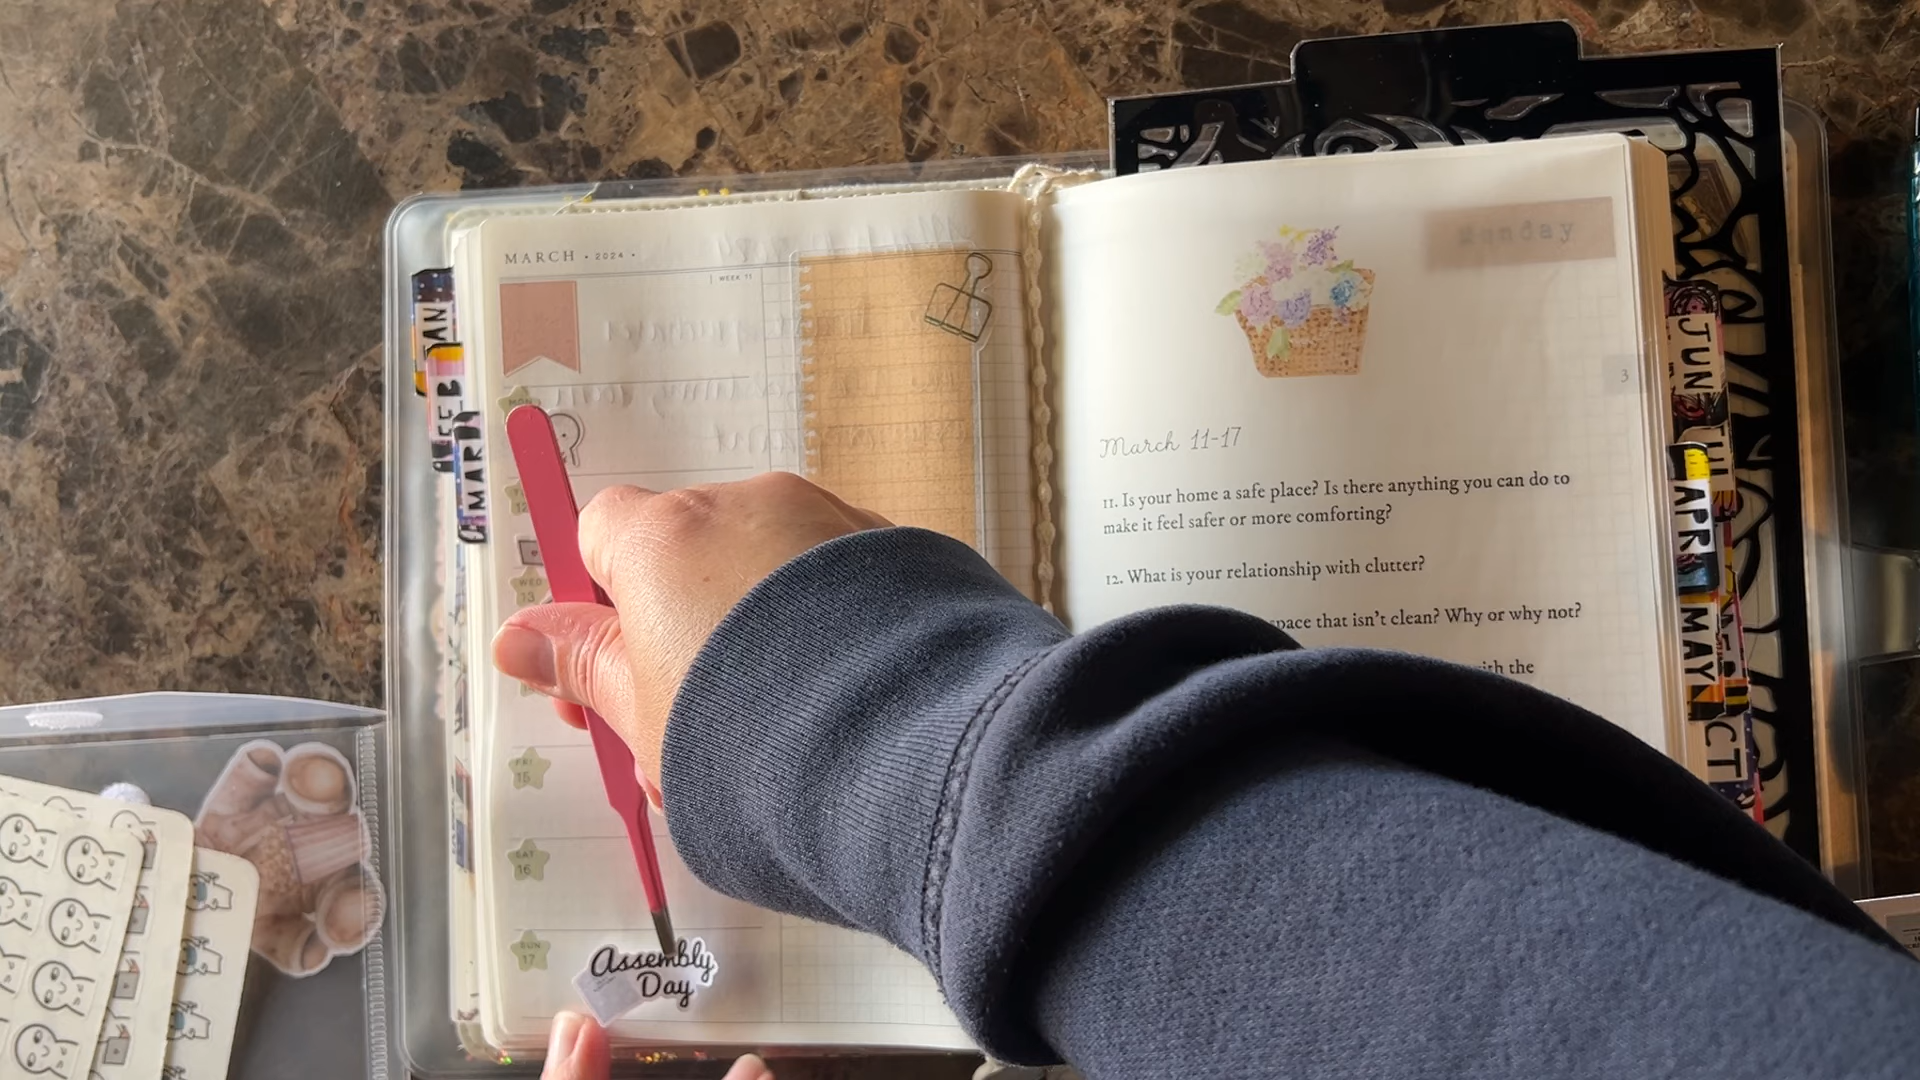 MARCH • 2024 •
WEEK 11
MON
12
WED
13
FRI
15
SAT
16
SUN
17
Assembly
Day
JAN
FEB
MAR
Sunday
3
March 11-17
11. Is your home a safe place? Is there anything you can do to
make it feel safer or more comforting?
12. What is your relationship with clutter?
space that isn't clean? Why or why not?
with the
JUN
APR
MAY